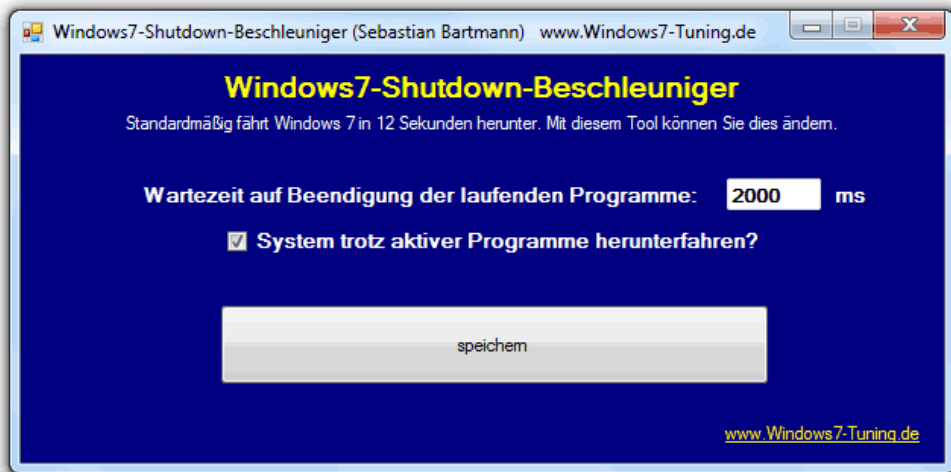 Windows7-Shutdown-Beschleuniger (Sebastian Bartmann) www.Windows7-Tuning.de
Windows7-Shutdown-Beschleuniger
Standardmäßig fährt Windows 7 in 12 Sekunden herunter. Mit diesem Tool können Sie dies ändern.
Wartezeit auf Beendigung der laufenden Programme: 2000 ms
System trotz aktiver Programme herunterfahren?
speichern
www.Windows7-Tuning.de